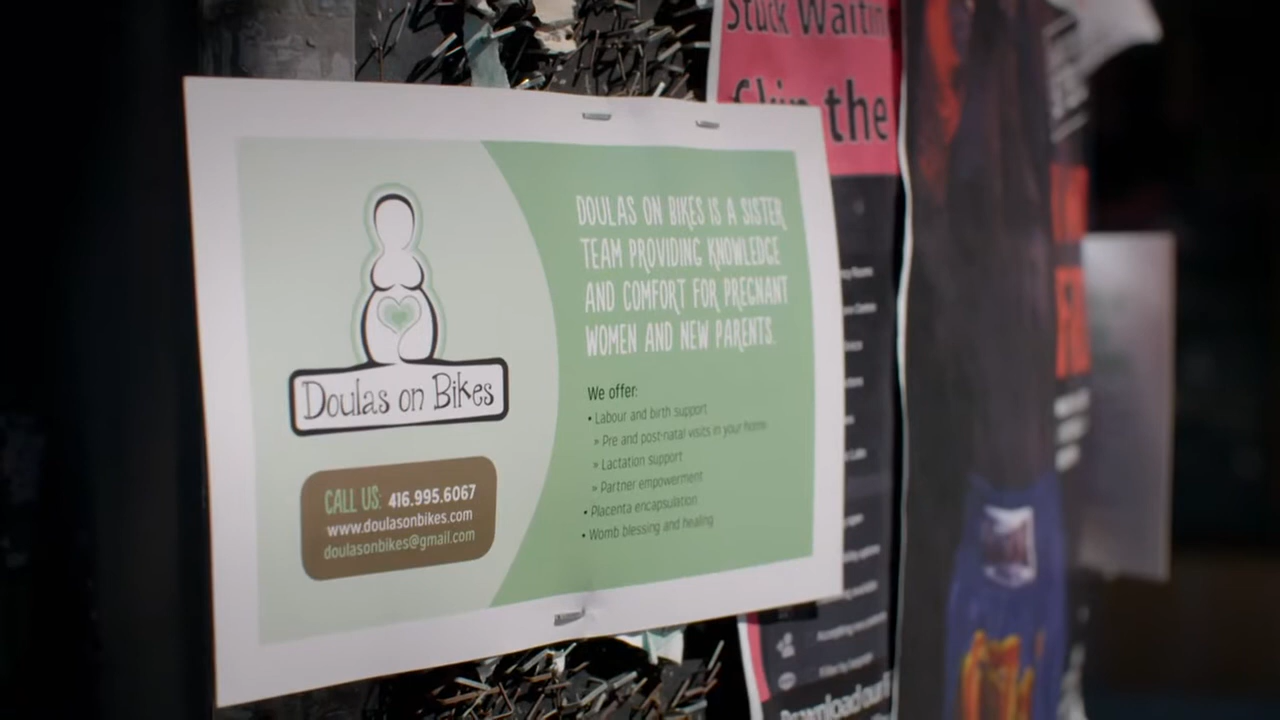 Doulas on Bikes
CALL US: 416.995.6067
www.doulasonbikes.com
doulasonbikes@gmail.com
DOULAS ON BIKES IS A SISTER
TEAM PROVIDING KNOWLEDGE
AND COMFORT FOR PREGNANT
WOMEN AND NEW PARENTS.
We offer:
• Labour and birth support
» Pre and post-natal visits in your home
» Lactation support
» Partner empowerment
• Placenta encapsulation
• Womb blessing and healing
Stuck Waitin
Skip the
Download our